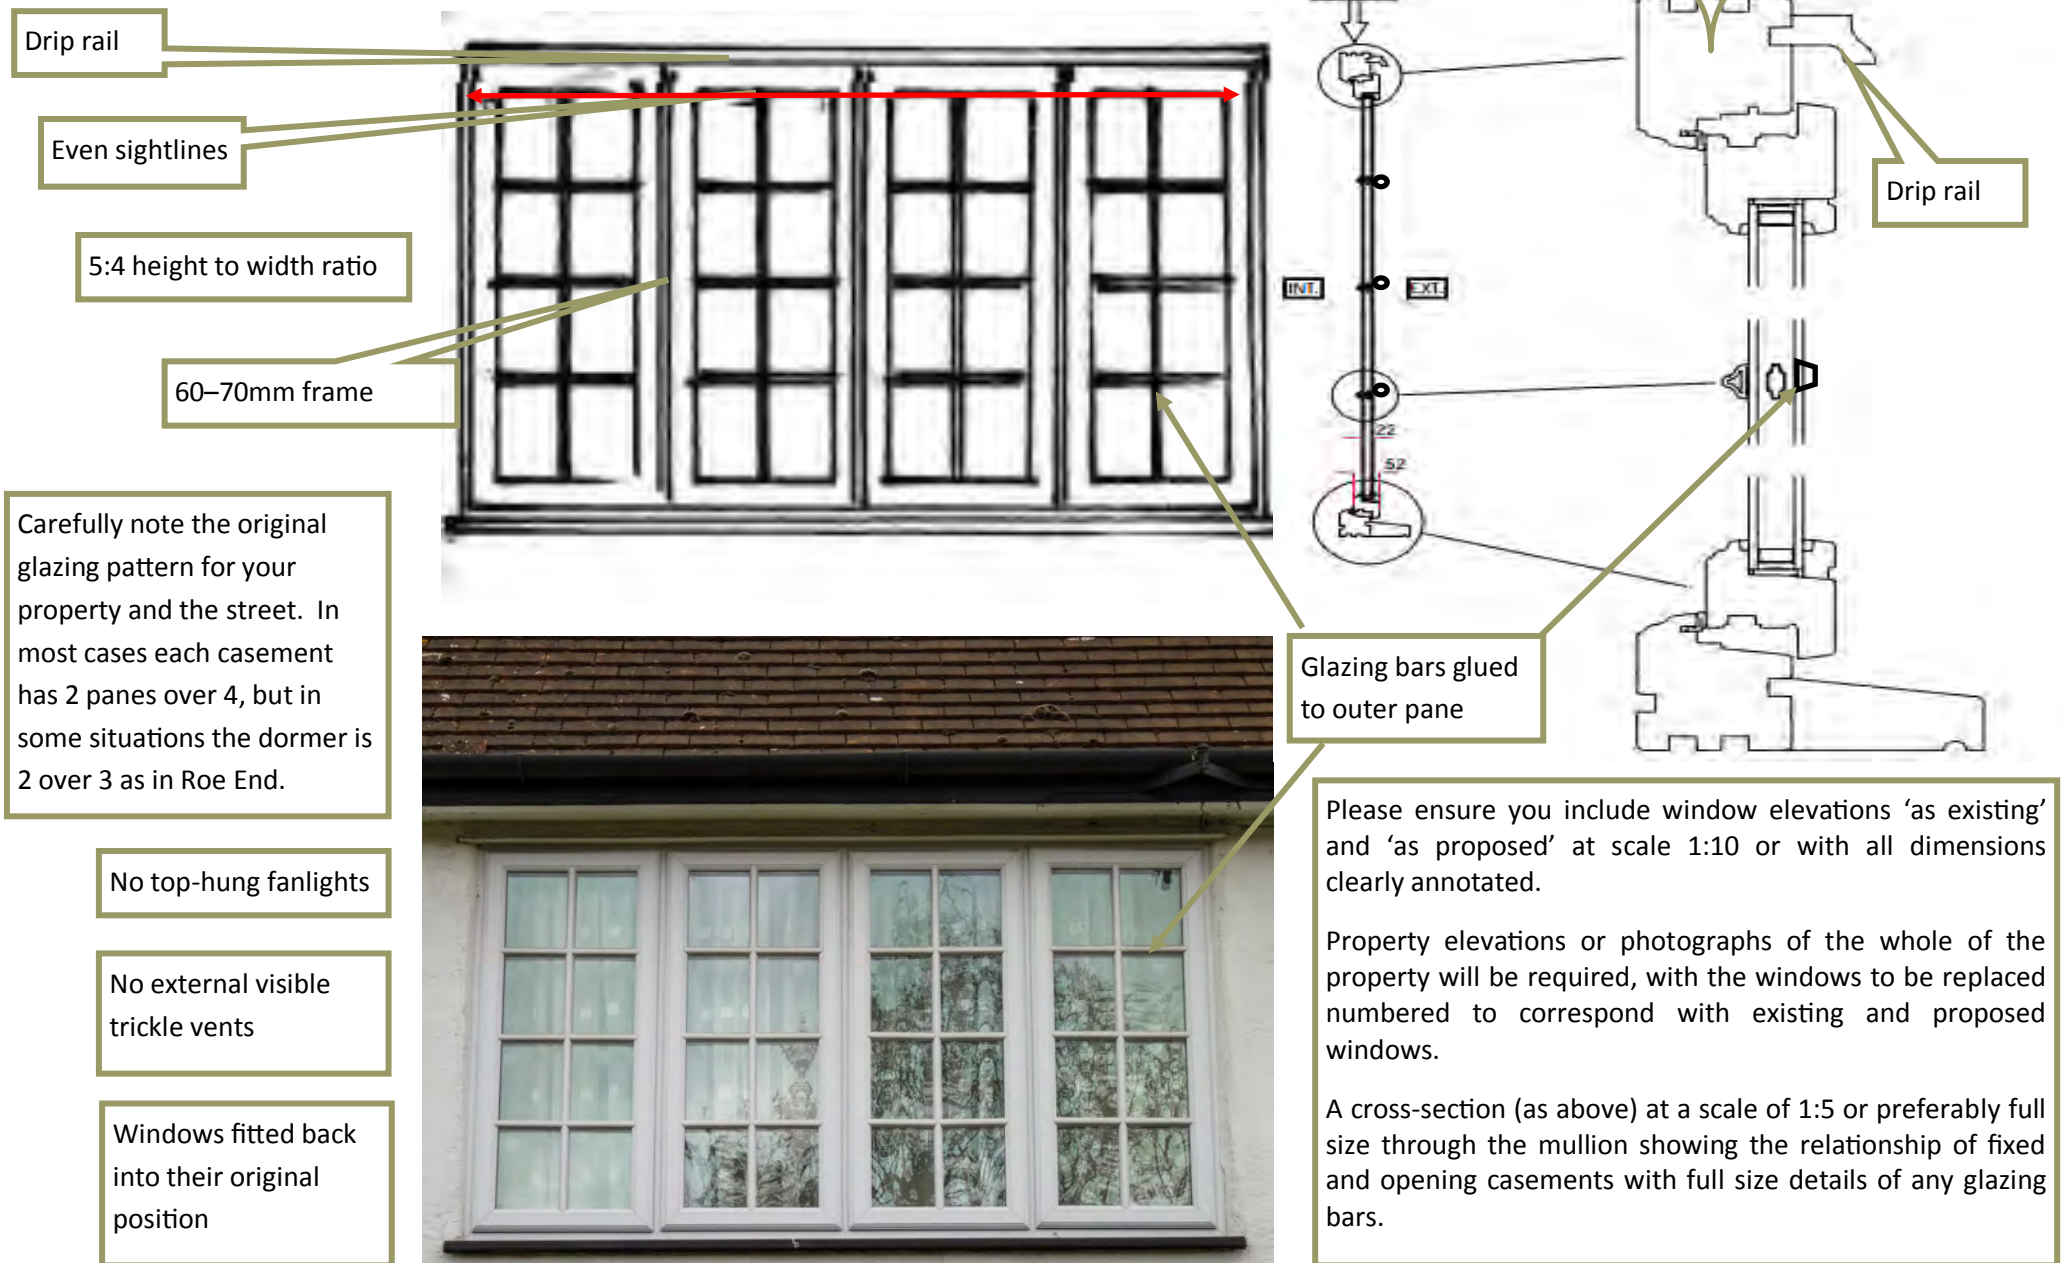 Drip rail
Even sightlines
5:4 height to width ratio
60–70mm frame
Carefully note the original
glazing pattern for your
property and the street.  In
most cases each casement
has 2 panes over 4, but in
some situations the dormer is
2 over 3 as in Roe End.
No top-hung fanlights
No external visible
trickle vents
Windows fitted back
into their original
position
INT.
EXT.
22
52
Drip rail
Glazing bars glued
to outer pane
Please ensure you include window elevations ‘as existing’
and ‘as proposed’ at scale 1:10 or with all dimensions
clearly annotated.
Property elevations or photographs of the whole of the
property will be required, with the windows to be replaced
numbered to correspond with existing and proposed
windows.
A cross-section (as above) at a scale of 1:5 or preferably full
size through the mullion showing the relationship of fixed
and opening casements with full size details of any glazing
bars.